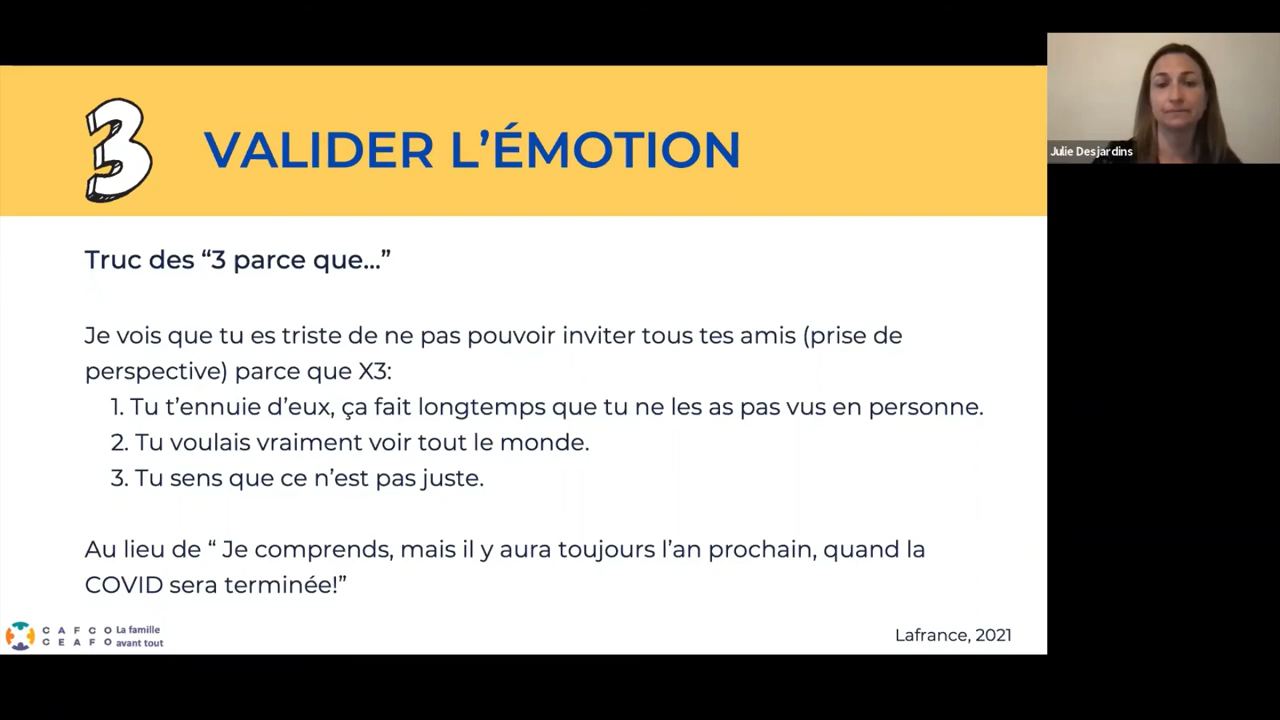 3 VALIDER L’ÉMOTION
Julie Desjardins
Truc des “3 parce que...”
Je vois que tu es triste de ne pas pouvoir inviter tous tes amis (prise de
perspective) parce que X3:
1. Tu t’ennuie d’eux, ça fait longtemps que tu ne les as pas vus en personne.
2. Tu voulais vraiment voir tout le monde.
3. Tu sens que ce n’est pas juste.
Au lieu de “ Je comprends, mais il y aura toujours l’an prochain, quand la
COVID sera terminée!”
CAFCO La famille
CEAFO avant tout
Lafrance, 2021